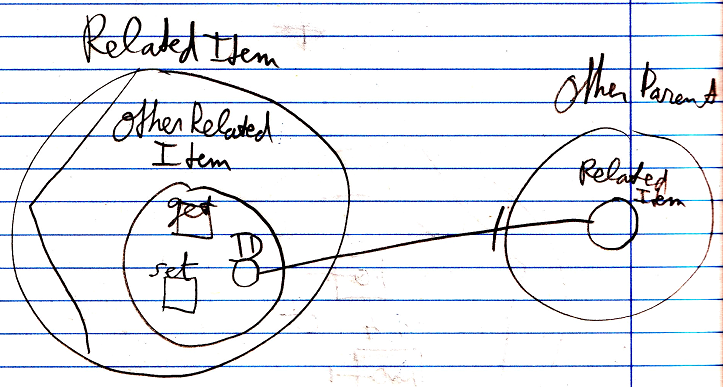 Related Item
Other Parent
Other Related
Item
Related
Item
get
ID
set